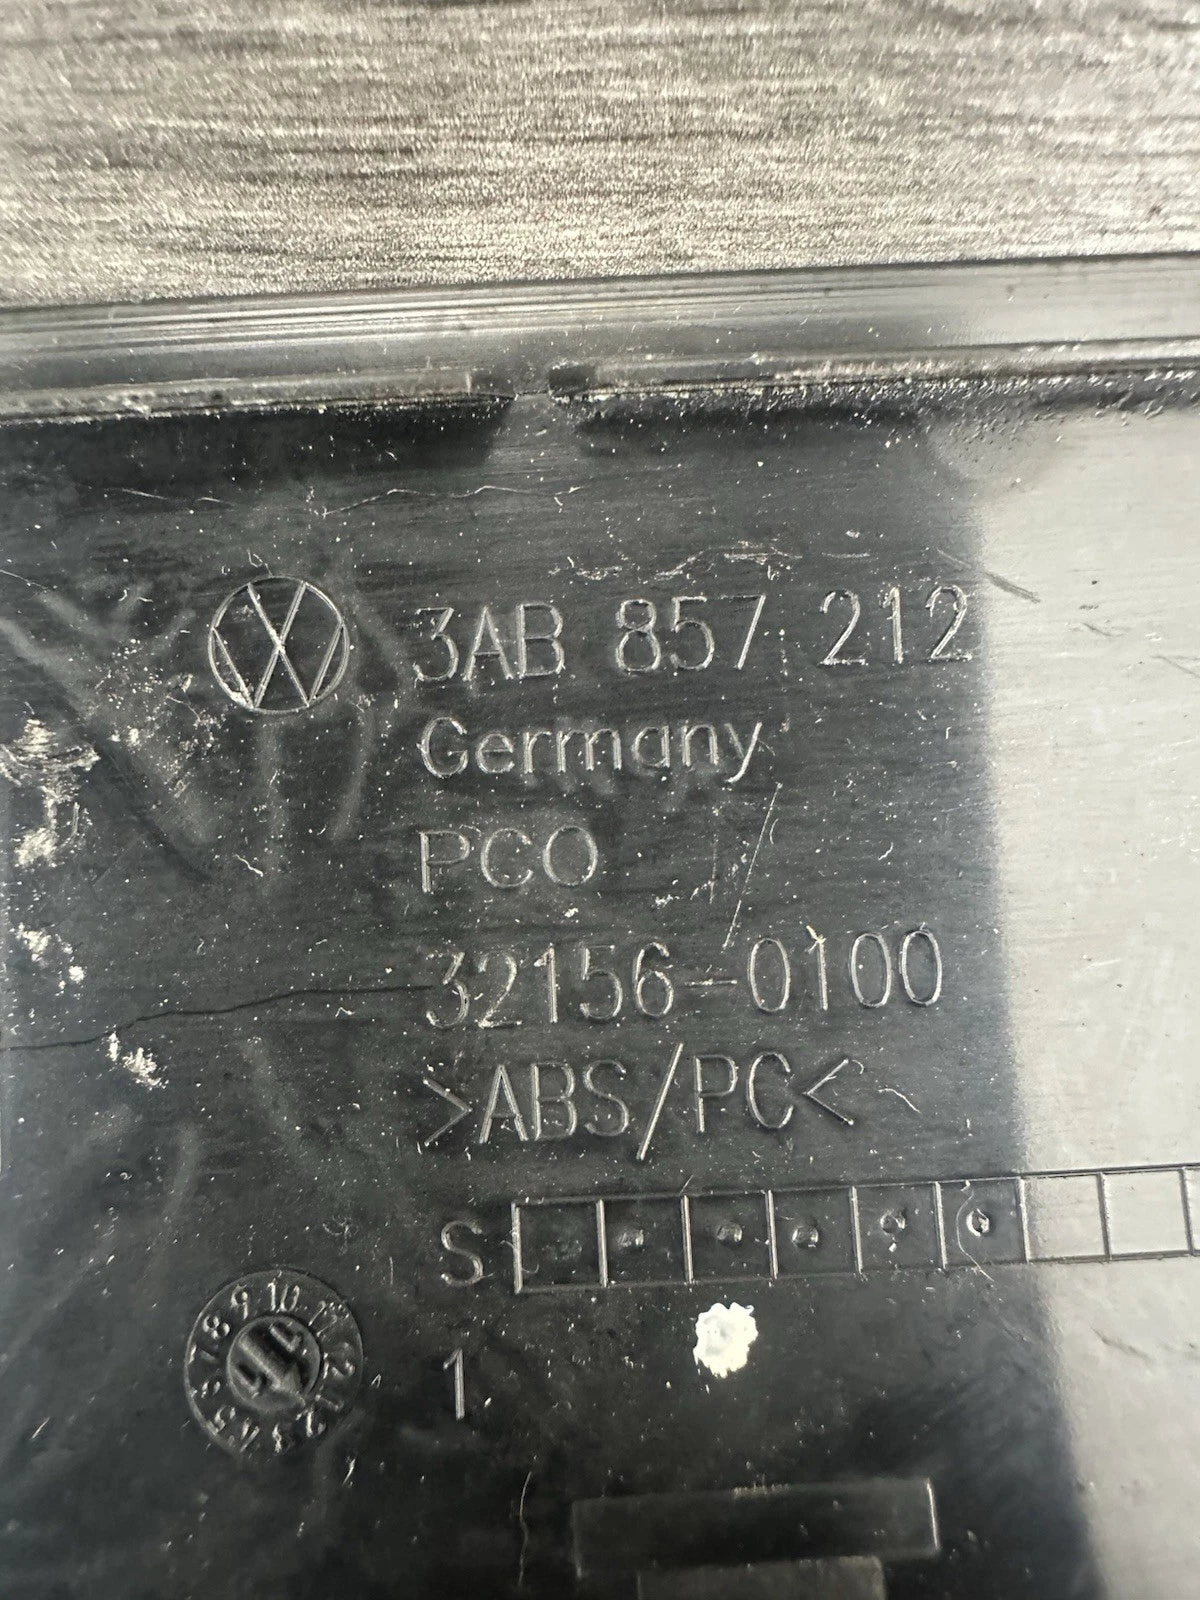 3AB 857 212
Germany
PCO
32156-0100
>ABS/PC<
S
1